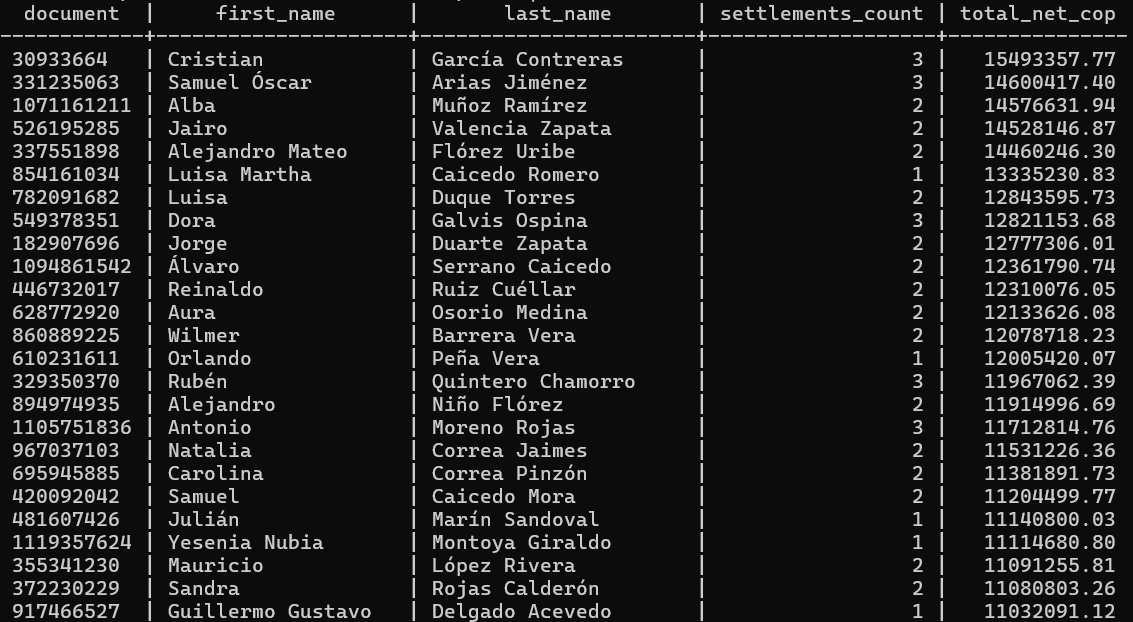 document | first_name | last_name | settlements_count | total_net_cop
30933664 | Cristian | García Contreras | 3 | 15493357.77
331235063 | Samuel Óscar | Arias Jiménez | 3 | 14600417.40
1071161211 | Alba | Muñoz Ramírez | 2 | 14576631.94
526195285 | Jairo | Valencia Zapata | 2 | 14528146.87
337551898 | Alejandro Mateo | Flórez Uribe | 2 | 14460246.30
854161034 | Luisa Martha | Caicedo Romero | 1 | 13335230.83
782091682 | Luisa | Duque Torres | 2 | 12843595.73
549378351 | Dora | Galvis Ospina | 3 | 12821153.68
182907696 | Jorge | Duarte Zapata | 2 | 12777306.01
1094861542 | Álvaro | Serrano Caicedo | 2 | 12361790.74
446732017 | Reinaldo | Ruiz Cuéllar | 2 | 12310076.05
628772920 | Aura | Osorio Medina | 2 | 12133626.08
860889225 | Wilmer | Barrera Vera | 2 | 12078718.23
610231611 | Orlando | Peña Vera | 1 | 12005420.07
329350370 | Rubén | Quintero Chamorro | 3 | 11967062.39
894974935 | Alejandro | Niño Flórez | 2 | 11914996.69
1105751836 | Antonio | Moreno Rojas | 3 | 11712814.76
967037103 | Natalia | Correa Jaimes | 2 | 11531226.36
695945885 | Carolina | Correa Pinzón | 2 | 11381891.73
420092042 | Samuel | Caicedo Mora | 2 | 11204499.77
481607426 | Julián | Marín Sandoval | 1 | 11140800.03
1119357624 | Yesenia Nubia | Montoya Giraldo | 1 | 11114680.80
355341230 | Mauricio | López Rivera | 2 | 11091255.81
372230229 | Sandra | Rojas Calderón | 2 | 11080803.26
917466527 | Guillermo Gustavo | Delgado Acevedo | 1 | 11032091.12